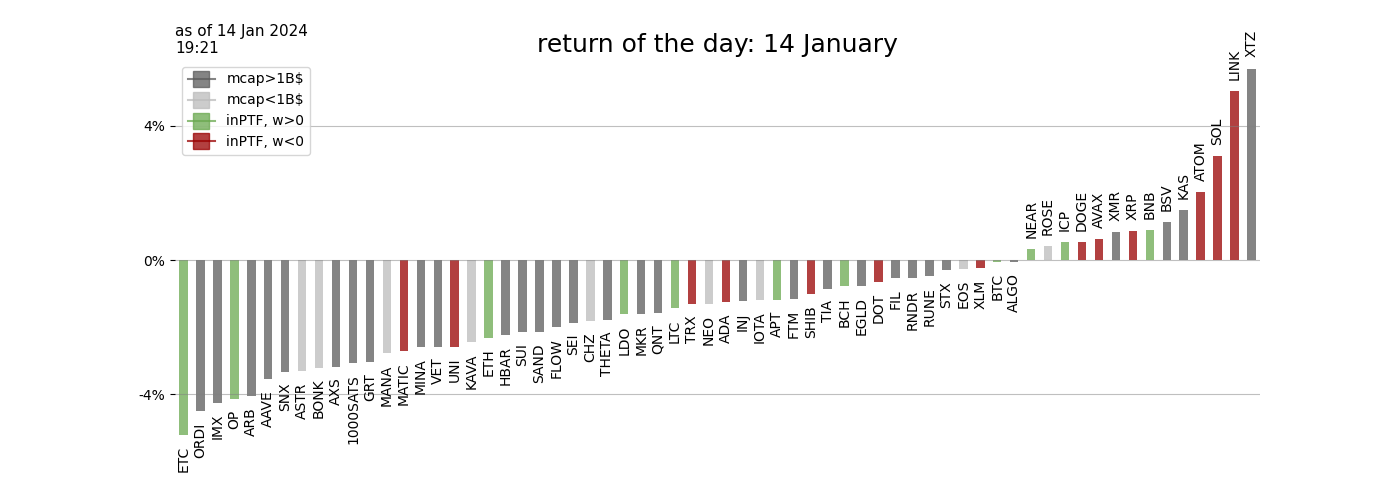 as of 14 Jan 2024
19:21
return of the day: 14 January
mcap>1B$
mcap<1B$
inPTF, w>0
inPTF, w<0
4%
0%
-4%
ETC
ORDI
IMX
OP
ARB
AAVE
SNX
ASTR
BONK
AXS
1000SATS
GRT
MANA
MATIC
MINA
VET
UNI
KAVA
ETH
HBAR
SUI
SAND
FLOW
SEI
CHZ
THETA
LDO
MKR
QNT
LTC
TRX
NEO
ADA
INJ
IOTA
APT
FTM
SHIB
TIA
BCH
EGLD
DOT
FIL
RNDR
RUNE
STX
EOS
XLM
BTC
ALGO
NEAR
ROSE
ICP
DOGE
AVAX
XMR
XRP
BNB
BSV
KAS
ATOM
SOL
LINK
XTZ